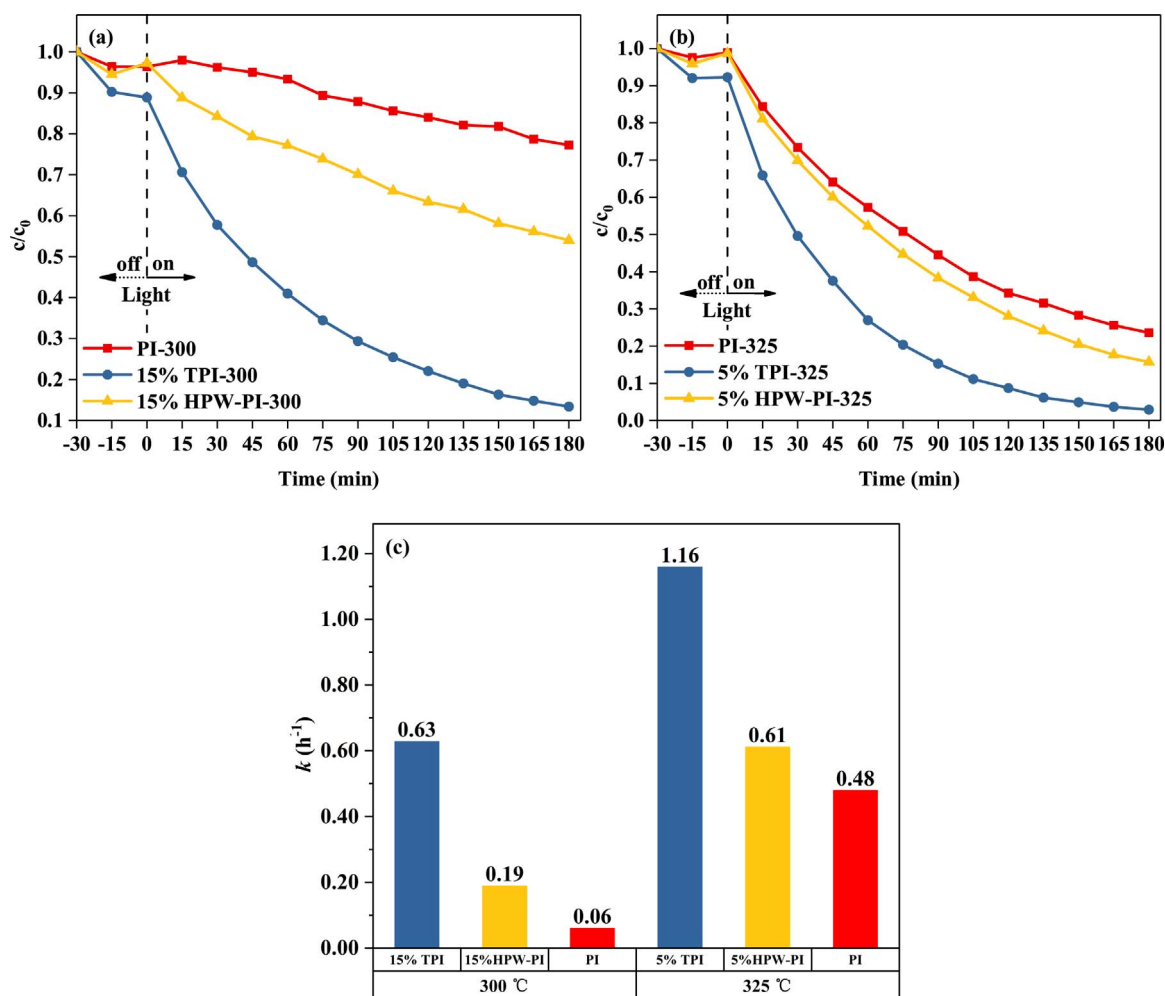 (a)
1.0
0.9
0.8
0.7
0.6
0.5
0.4
0.3
0.2
0.1
c/c₀
off on
Light
PI-300
15% TPI-300
15% HPW-PI-300
-30 -15 0 15 30 45 60 75 90 105 120 135 150 165 180
Time (min)
(b)
1.0
0.9
0.8
0.7
0.6
0.5
0.4
0.3
0.2
0.1
0.0
c/c₀
off on
Light
PI-325
5% TPI-325
5% HPW-PI-325
-30 -15 0 15 30 45 60 75 90 105 120 135 150 165 180
Time (min)
(c)
1.20
1.00
0.80
0.60
0.40
0.20
0.00
k (h⁻¹)
0.63
0.19
0.06
1.16
0.61
0.48
15% TPI 15%HPW-PI PI 5% TPI 5%HPW-PI PI
300 ℃ 325 ℃